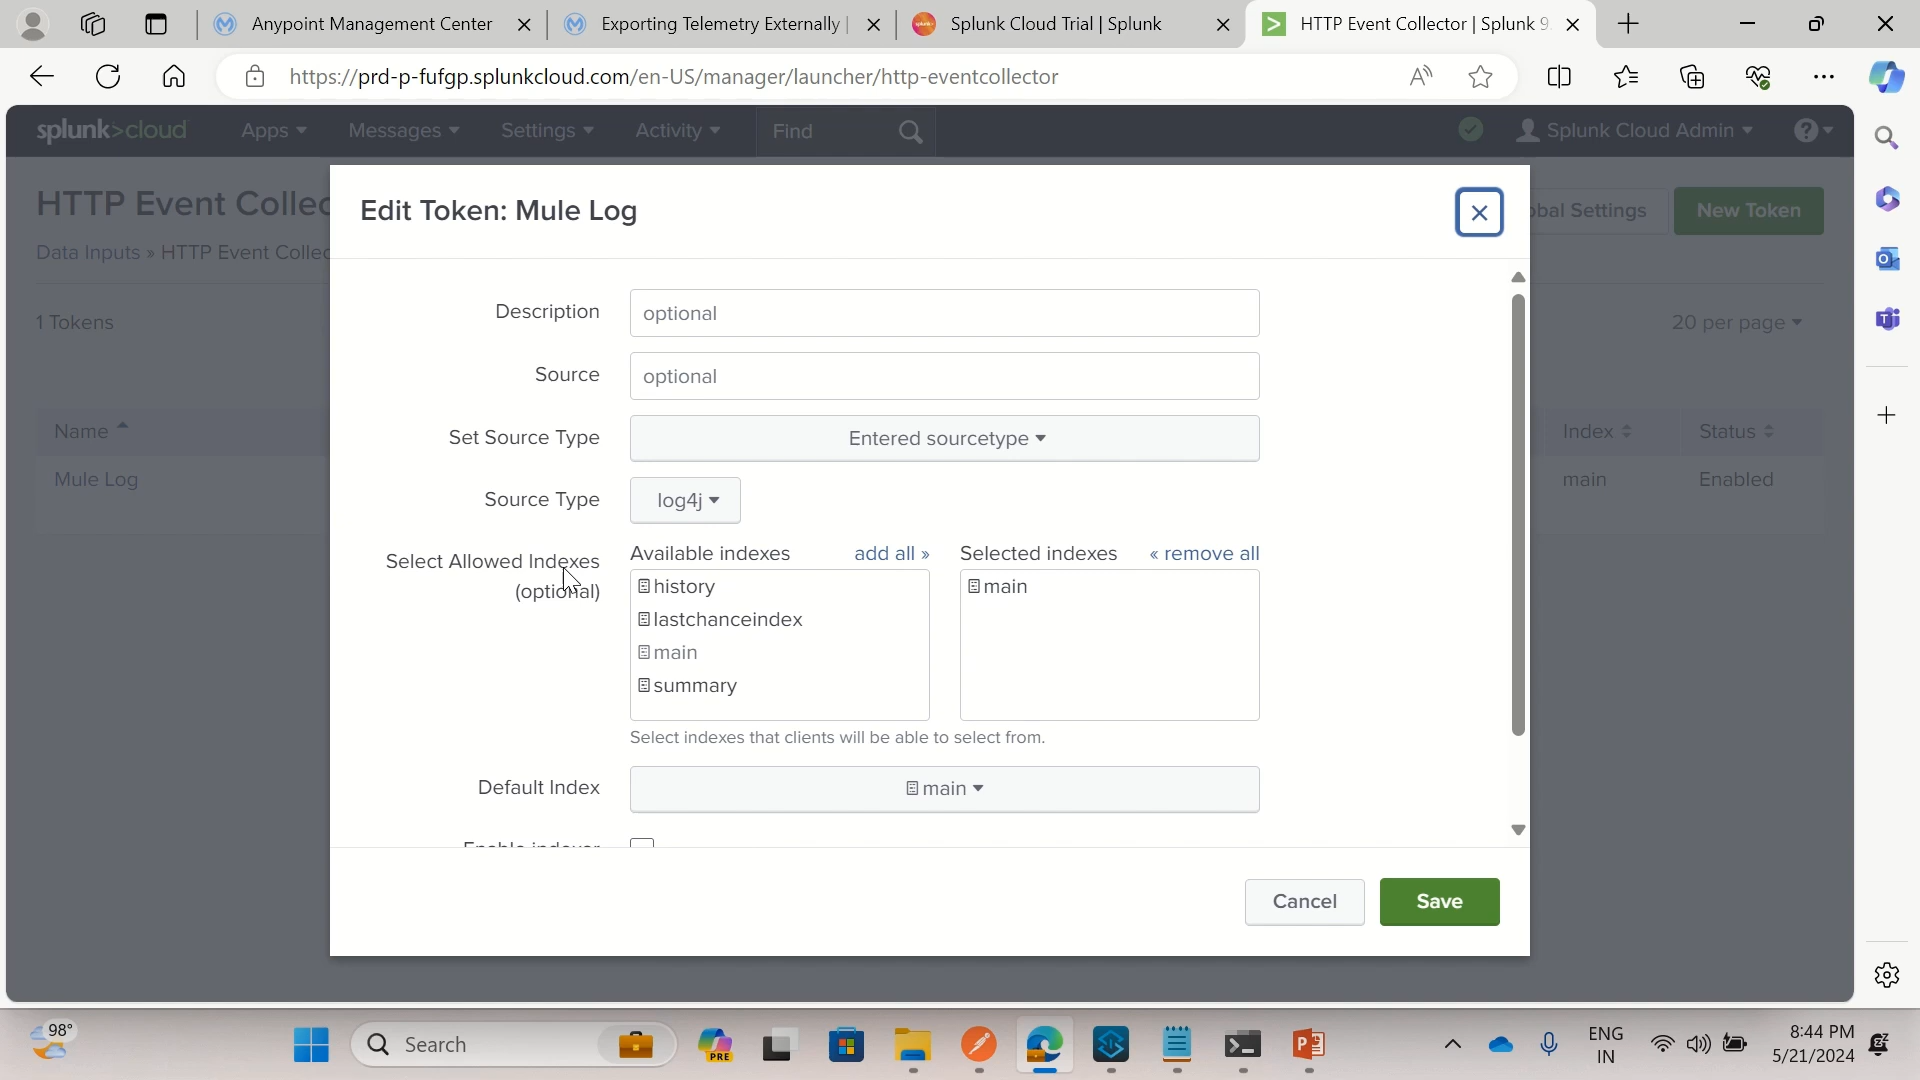 Anypoint Management Center
Exporting Telemetry Externally |
Splunk Cloud Trial | Splunk
HTTP Event Collector | Splunk 9.
https://prd-p-fufgp.splunkcloud.com/en-US/manager/launcher/http-eventcollector
splunk>cloud
Apps
Messages
Settings
Activity
Find
Splunk Cloud Admin
HTTP Event Collec
Edit Token: Mule Log
bal Settings
New Token
Data Inputs » HTTP Event Collec
1 Tokens
20 per page
Description
optional
Source
optional
Name
Index
Status
Set Source Type
Entered sourcetype
Mule Log
main
Enabled
Source Type
log4j
Select Allowed Indexes
(optional)
Available indexes
add all »
Selected indexes
« remove all
history
lastchanceindex
main
summary
main
Select indexes that clients will be able to select from.
Default Index
main
Enable indexer
Cancel
Save
98°
Search
PRE
ENG
IN
8:44 PM
5/21/2024